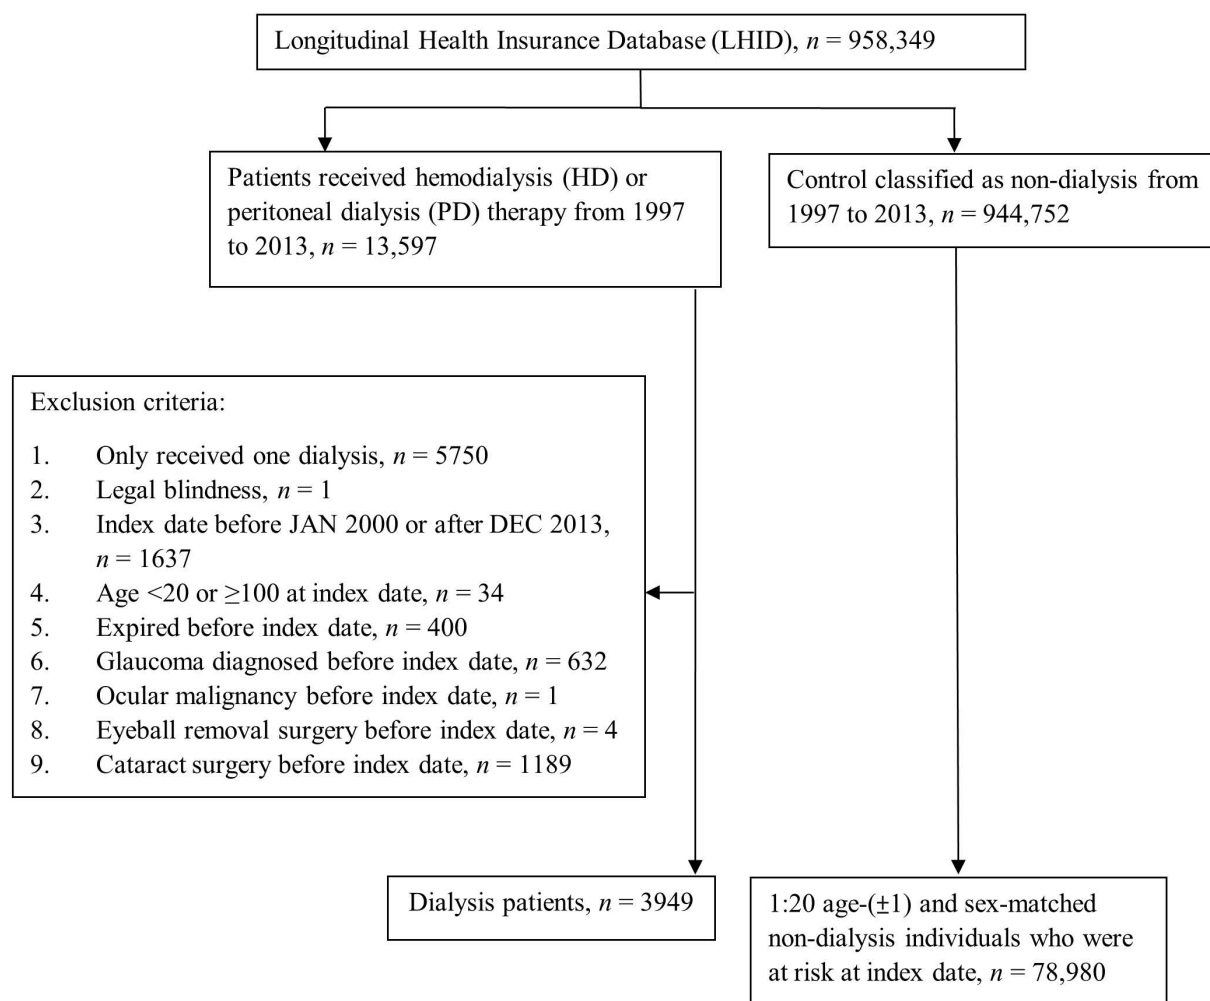 Longitudinal Health Insurance Database (LHID), n = 958,349
Patients received hemodialysis (HD) or
peritoneal dialysis (PD) therapy from 1997
to 2013, n = 13,597
Control classified as non-dialysis from
1997 to 2013, n = 944,752
Exclusion criteria:
1. Only received one dialysis, n = 5750
2. Legal blindness, n = 1
3. Index date before JAN 2000 or after DEC 2013,
n = 1637
4. Age <20 or ≥100 at index date, n = 34
5. Expired before index date, n = 400
6. Glaucoma diagnosed before index date, n = 632
7. Ocular malignancy before index date, n = 1
8. Eyeball removal surgery before index date, n = 4
9. Cataract surgery before index date, n = 1189
Dialysis patients, n = 3949
1:20 age-(±1) and sex-matched
non-dialysis individuals who were
at risk at index date, n = 78,980